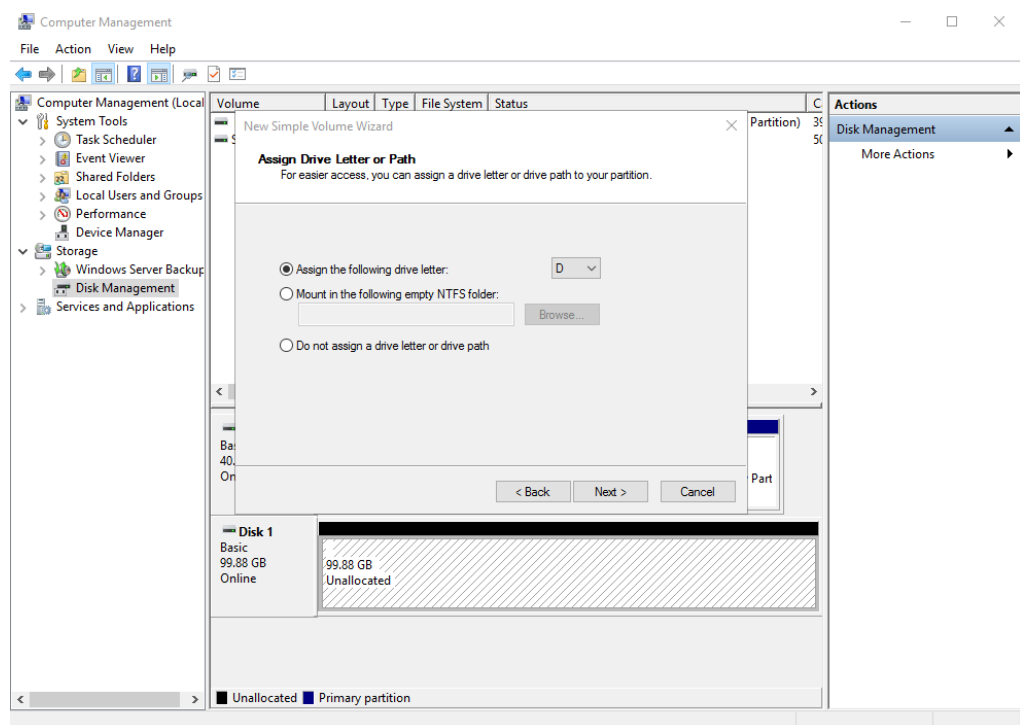 Computer Management
File Action View Help
Computer Management (Local
System Tools
Task Scheduler
Event Viewer
Shared Folders
Local Users and Groups
Performance
Device Manager
Storage
Windows Server Backup
Disk Management
Services and Applications
Volume Layout Type File System Status C
Partition) 39
S 50
New Simple Volume Wizard
Assign Drive Letter or Path
For easier access, you can assign a drive letter or drive path to your partition.
Assign the following drive letter: D
Mount in the following empty NTFS folder:
Browse...
Do not assign a drive letter or drive path
< Back Next > Cancel
Bas
40.
On
Part
Disk 1
Basic
99.88 GB
Online
99.88 GB
Unallocated
Unallocated Primary partition
Actions
Disk Management
More Actions